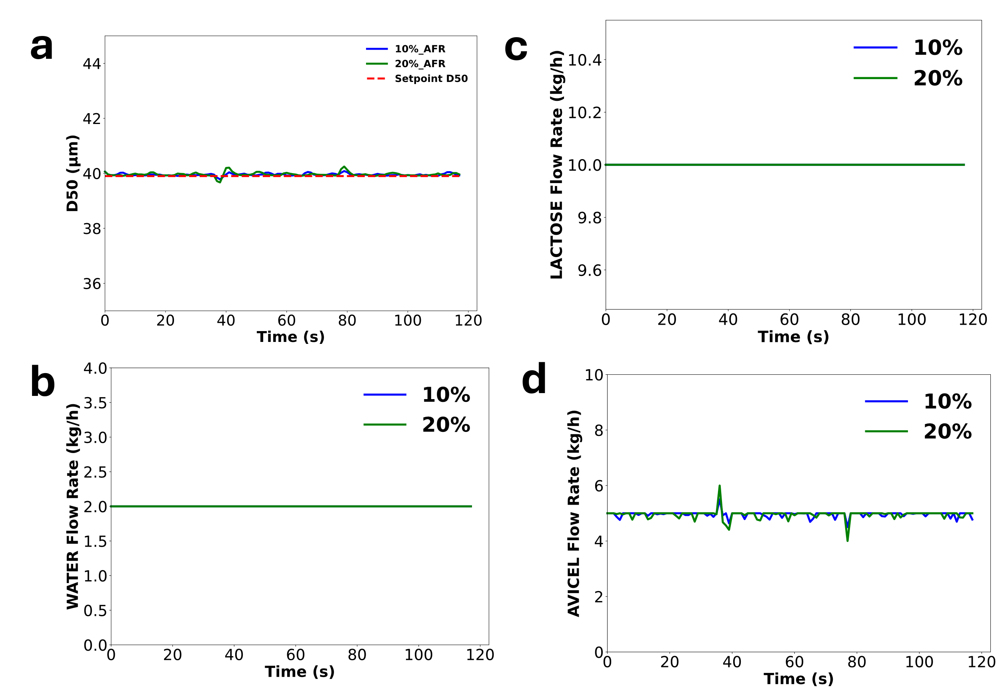 a
10%_AFR
20%_AFR
Setpoint D50
44
42
40
38
36
D50 (μm)
0 20 40 60 80 100 120
Time (s)
c
10%
20%
10.4
10.2
10.0
9.8
9.6
LACTOSE Flow Rate (kg/h)
0 20 40 60 80 100 120
Time (s)
b
10%
20%
4.0
3.5
3.0
2.5
2.0
1.5
1.0
0.5
0.0
WATER Flow Rate (kg/h)
0 20 40 60 80 100 120
Time (s)
d
10%
20%
10
8
6
4
2
0
AVICEL Flow Rate (kg/h)
0 20 40 60 80 100 120
Time (s)